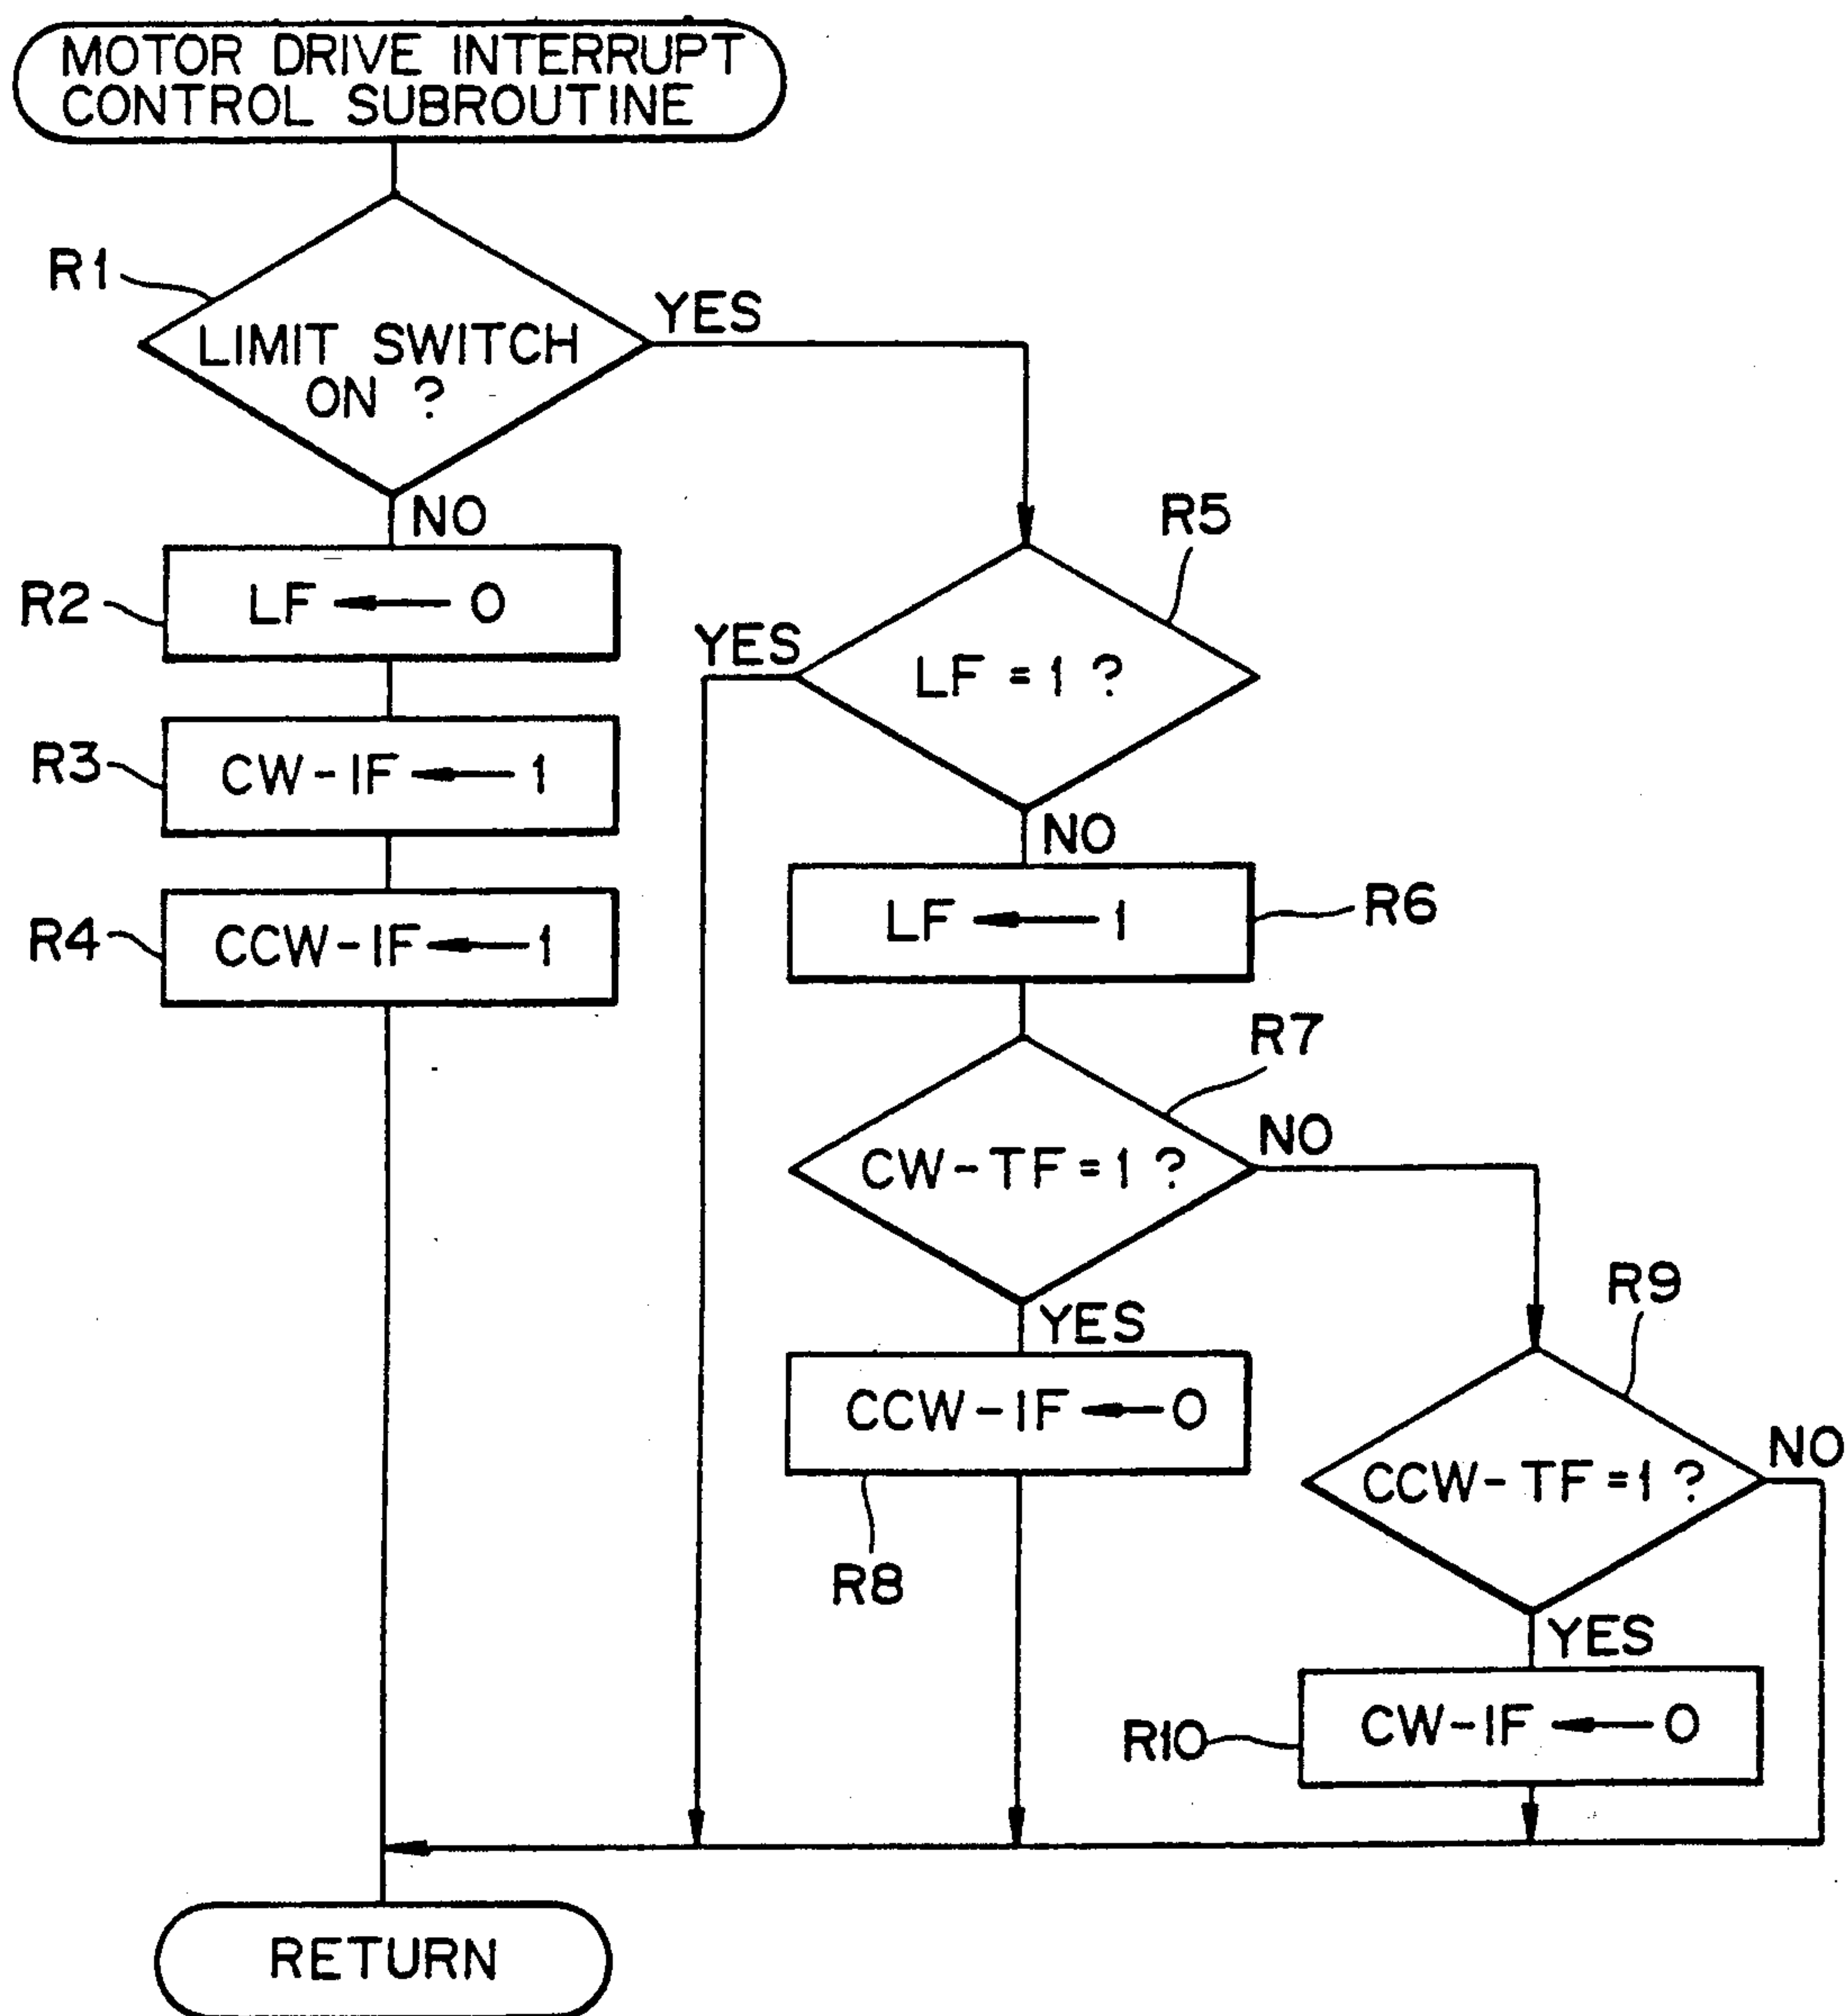 MOTOR DRIVE INTERRUPT
CONTROL SUBROUTINE
R1
LIMIT SWITCH
ON ?
YES
NO
R2
LF ← 0
R3
CW-IF ← 1
R4
CCW-IF ← 1
R5
LF = 1 ?
YES
NO
LF ← 1
R6
R7
CW-TF = 1 ?
NO
YES
CCW-IF ← 0
R8
R9
CCW-TF = 1 ?
NO
YES
R10
CW-IF ← 0
RETURN